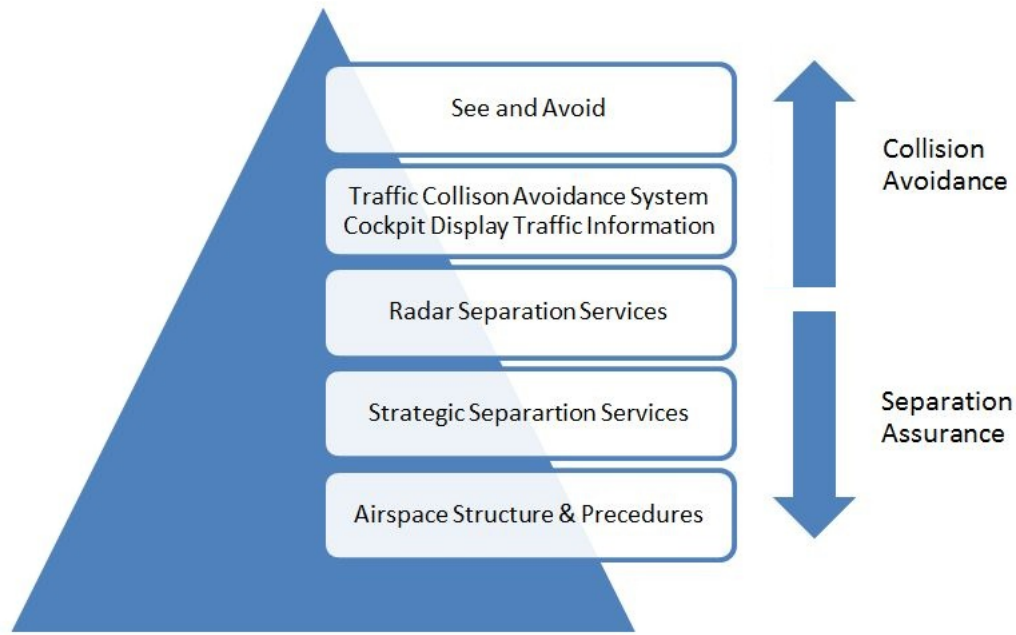 See and Avoid
Traffic Collison Avoidance System
Cockpit Display Traffic Information
Radar Separation Services
Strategic Separartion Services
Airspace Structure & Precedures
Collision
Avoidance
Separation
Assurance